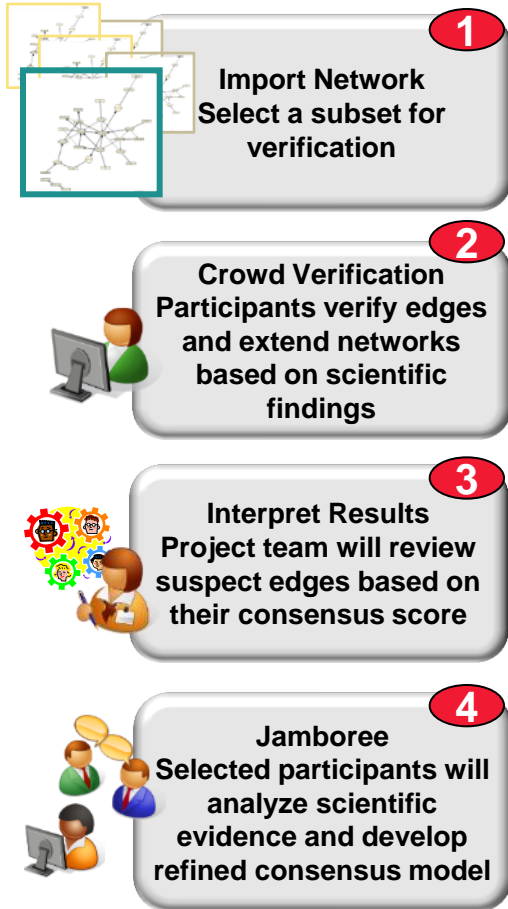 1
Import Network
Select a subset for
verification
2
Crowd Verification
Participants verify edges
and extend networks
based on scientific
findings
3
Interpret Results
Project team will review
suspect edges based on
their consensus score
4
Jamboree
Selected participants will
analyze scientific
evidence and develop
refined consensus model